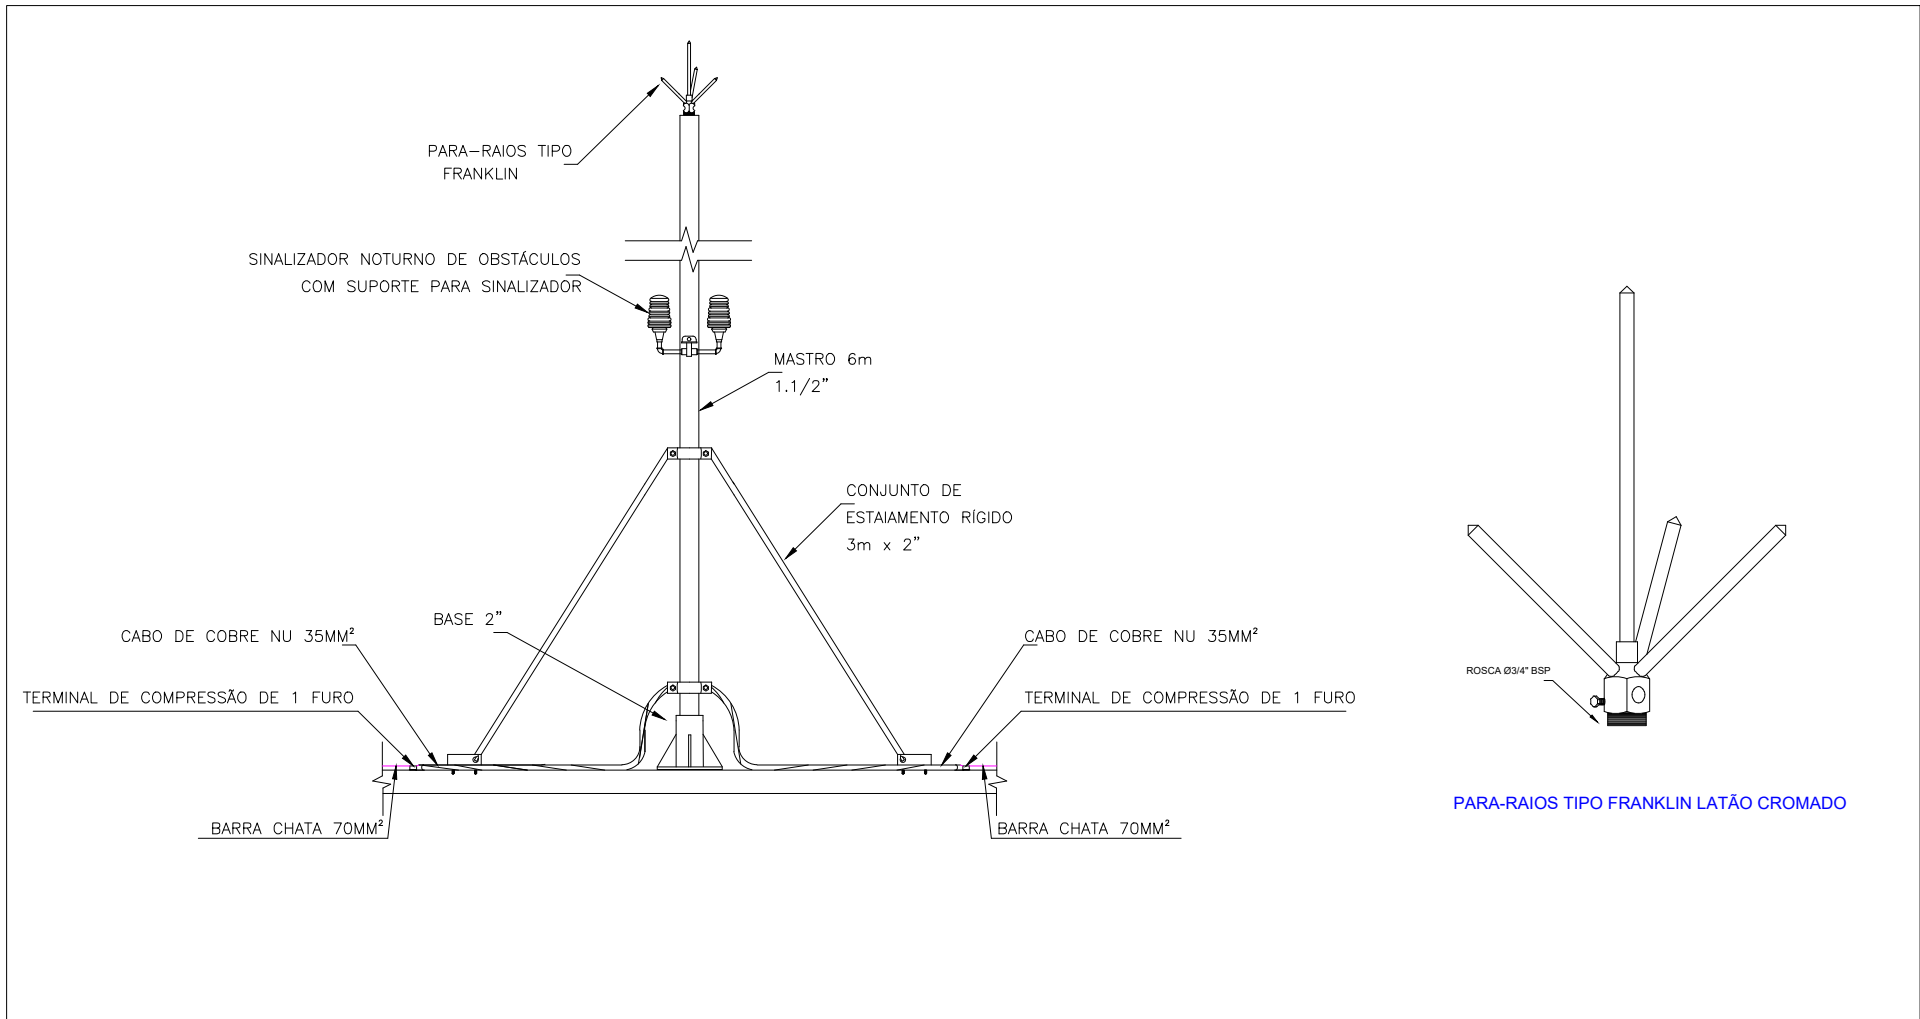 PARA-RAIOS TIPO
FRANKLIN
SINALIZADOR NOTURNO DE OBSTÁCULOS
COM SUPORTE PARA SINALIZADOR
MASTRO 6m
1.1/2”
CONJUNTO DE
ESTAIAMENTO RÍGIDO
3m x 2”
BASE 2”
CABO DE COBRE NU 35MM²
CABO DE COBRE NU 35MM²
TERMINAL DE COMPRESSÃO DE 1 FURO
TERMINAL DE COMPRESSÃO DE 1 FURO
BARRA CHATA 70MM²
BARRA CHATA 70MM²
ROSCA Ø3/4" BSP
PARA-RAIOS TIPO FRANKLIN LATÃO CROMADO